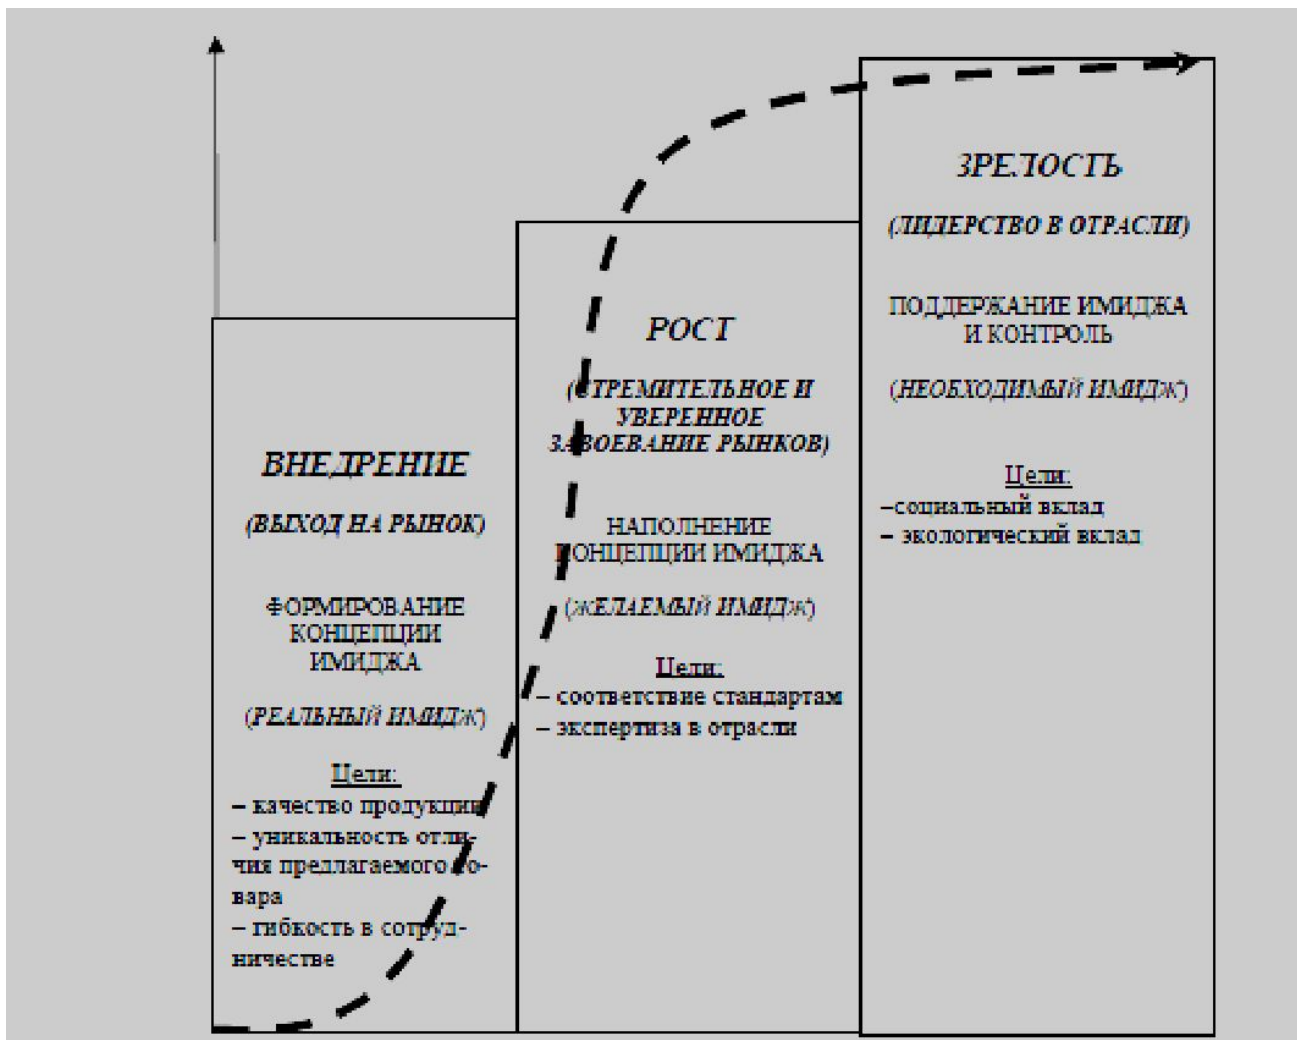 ВНЕДРЕНИЕ
(ВЫХОД НА РЫНОК)
ФОРМИРОВАНИЕ
КОНЦЕПЦИИ
ИМИДЖА
(РЕАЛЬНЫЙ ИМИДЖ)
Цели:
– качество продукции
– уникальность отли-
чия предлагаемого то-
вара
– гибкость в сотруд-
ничестве
РОСТ
(СТРЕМИТЕЛЬНОЕ И
УВЕРЕННОЕ
ЗАВОЕВАНИЕ РЫНКОВ)
НАПОЛНЕНИЕ
КОНЦЕПЦИИ ИМИДЖА
(ЖЕЛАЕМЫЙ ИМИДЖ)
Цели:
– соответствие стандартам
– экспертиза в отрасли
ЗРЕЛОСТЬ
(ЛИДЕРСТВО В ОТРАСЛИ)
ПОДДЕРЖАНИЕ ИМИДЖА
И КОНТРОЛЬ
(НЕОБХОДИМЫЙ ИМИДЖ)
Цели:
–социальный вклад
– экологический вклад